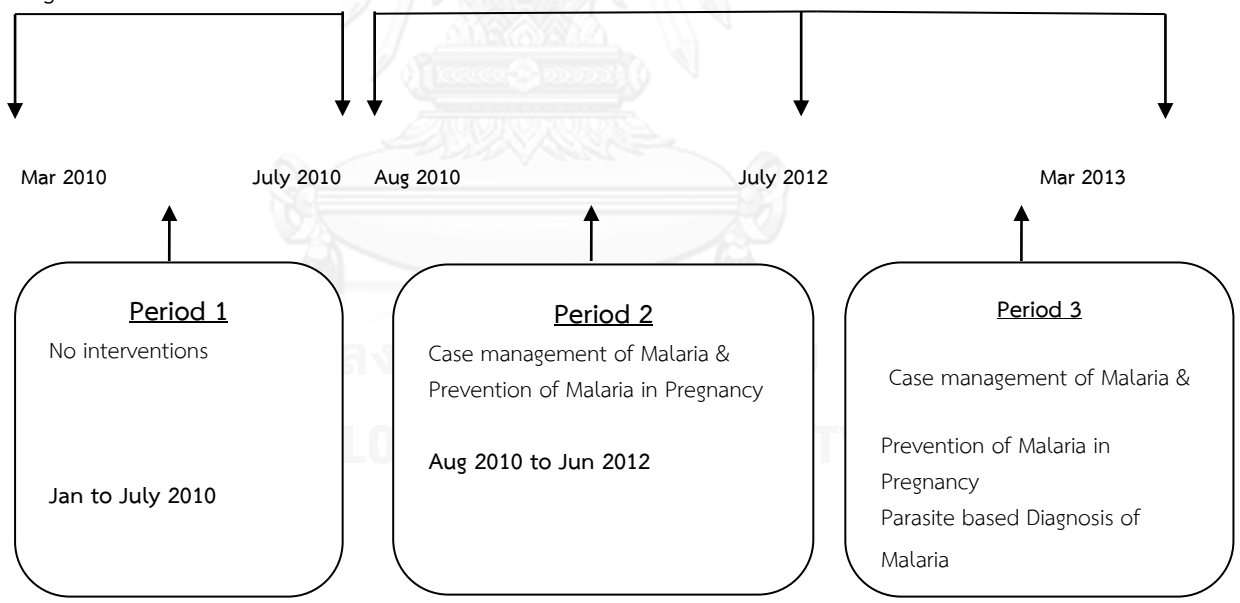 Mar 2010 July 2010 Aug 2010 July 2012 Mar 2013
Period 1
No interventions
Jan to July 2010
Period 2
Case management of Malaria &
Prevention of Malaria in Pregnancy
Aug 2010 to Jun 2012
Period 3
Case management of Malaria &
Prevention of Malaria in
Pregnancy
Parasite based Diagnosis of
Malaria